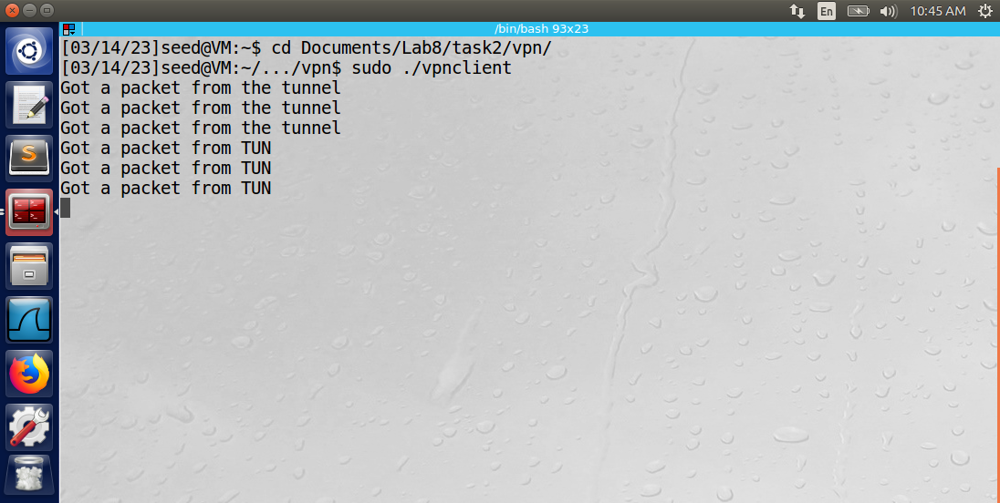 En
10:45 AM
/bin/bash 93x23
[03/14/23]seed@VM:~$ cd Documents/Lab8/task2/vpn/
[03/14/23]seed@VM:~/.../vpn$ sudo ./vpnclient
Got a packet from the tunnel
Got a packet from the tunnel
Got a packet from the tunnel
Got a packet from TUN
Got a packet from TUN
Got a packet from TUN